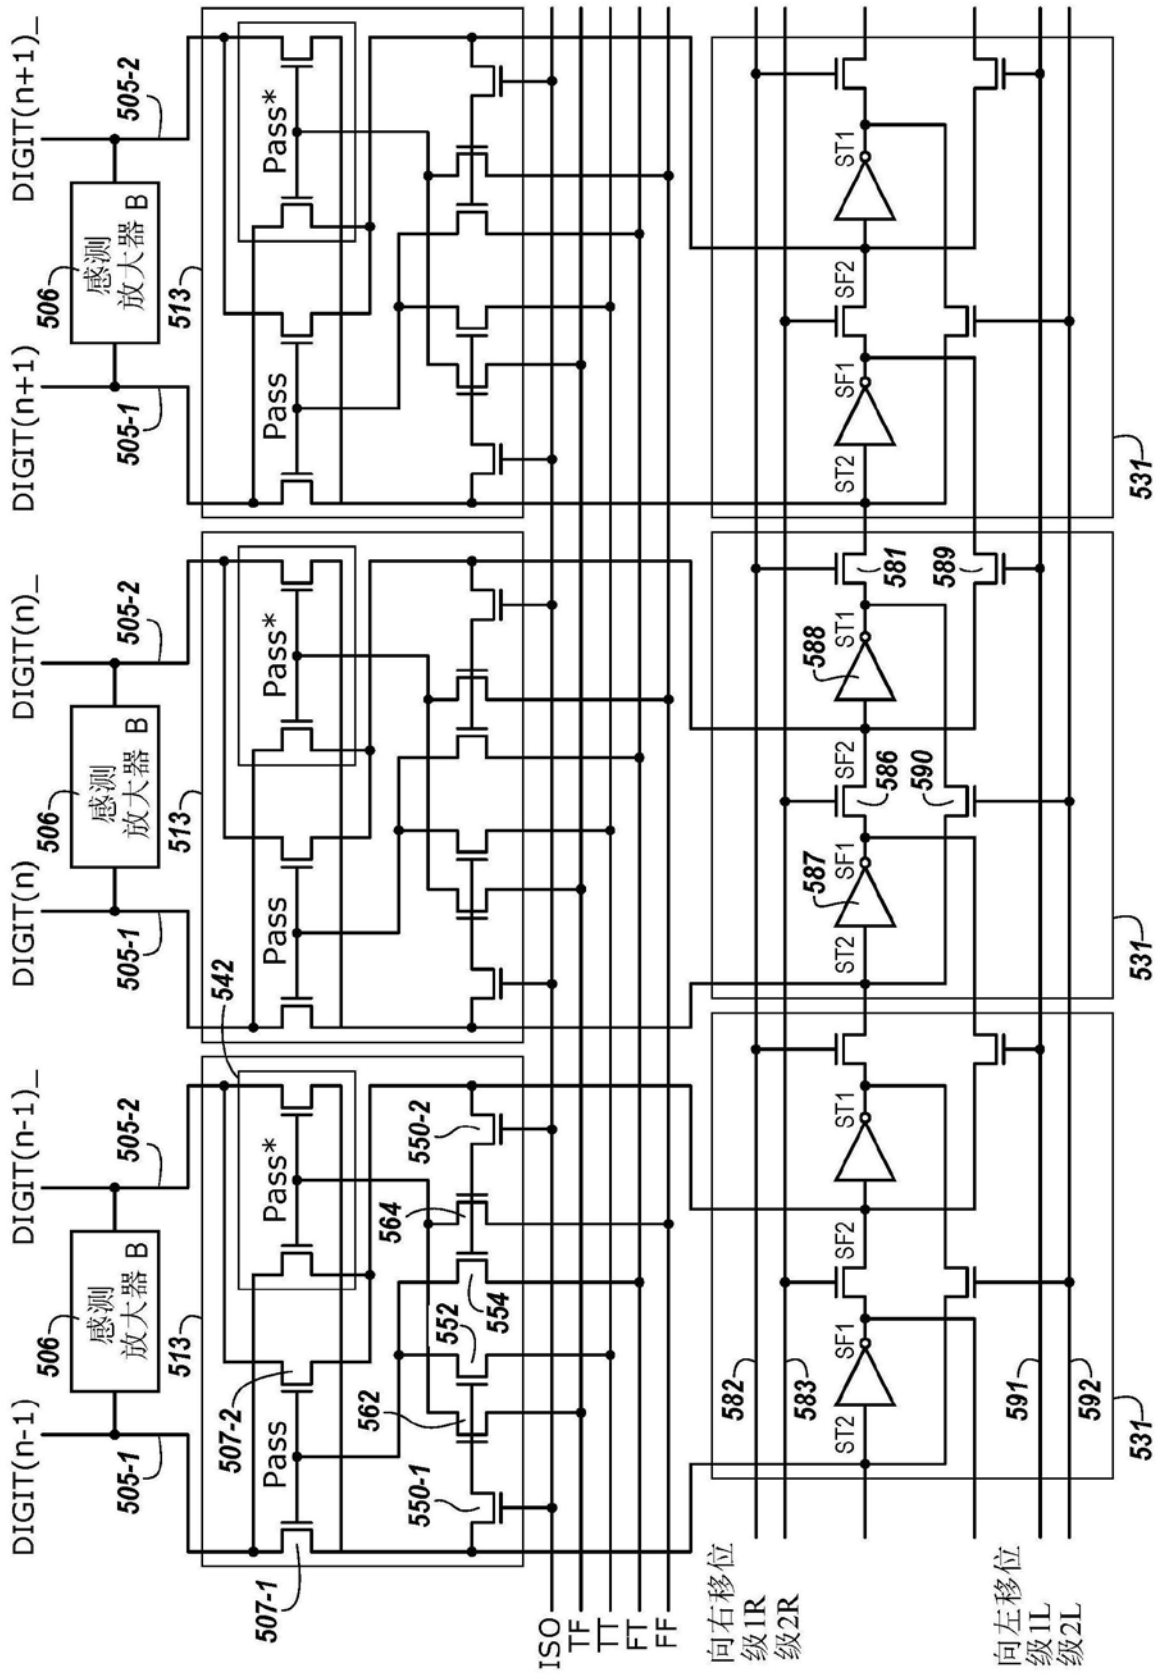 DIGIT(n-1)
DIGIT(n-1)_
DIGIT(n)
DIGIT(n)_
DIGIT(n+1)
DIGIT(n+1)_
505-1
506
感测
放大器 B
505-2
505-1
506
感测
放大器 B
505-2
505-1
506
感测
放大器 B
505-2
513
542
513
513
507-1
Pass
507-2
Pass*
Pass
Pass*
Pass
Pass*
550-1
562
552
554
564
550-2
ISO
TF
TT
FT
FF
向右移位
级1R
级2R
582
583
ST2
SF1
SF2
ST1
ST2
587
SF1
586
SF2
588
ST1
581
ST2
SF1
SF2
ST1
590
589
向左移位
级1L
级2L
591
592
531
531
531